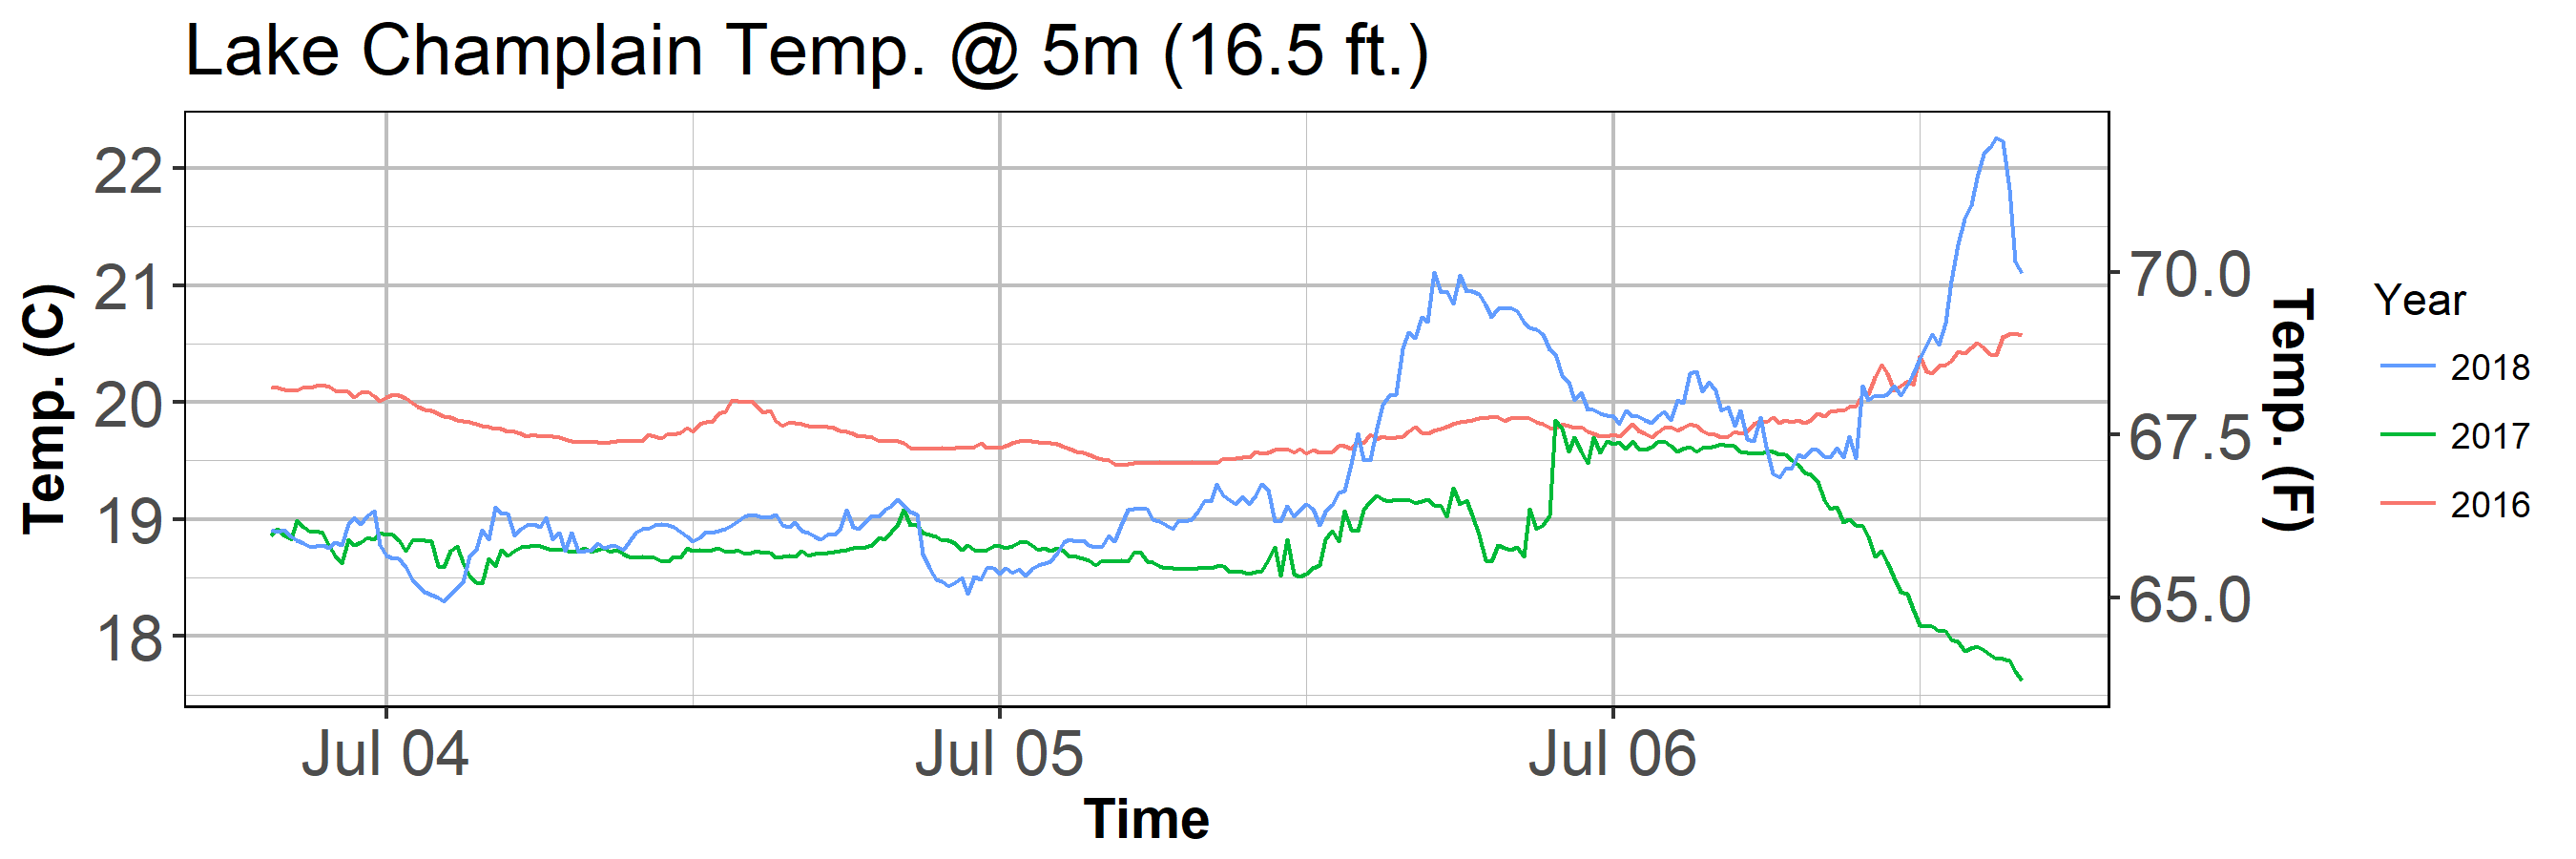 Lake Champlain Temp. @ 5m (16.5 ft.)
Temp. (C)
22
21
20
19
18
70.0
67.5
65.0
Temp. (F)
Year
2018
2017
2016
Jul 04
Jul 05
Jul 06
Time